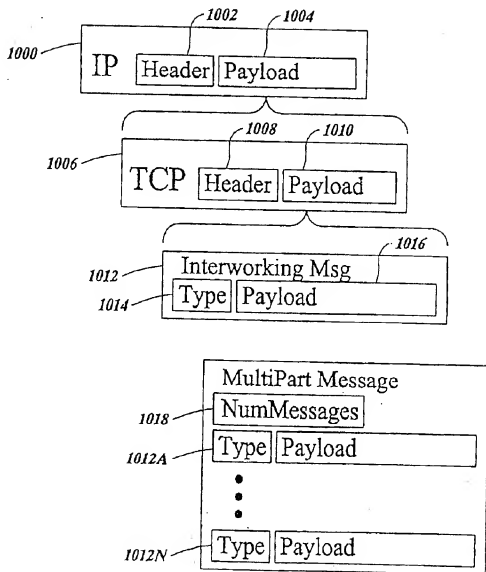 1002 1004
1000
IP Header Payload
1008 1010
1006
TCP Header Payload
1016
1012 Interworking Msg
1014 Type Payload
MultiPart Message
1018 NumMessages
1012A Type Payload
1012N Type Payload